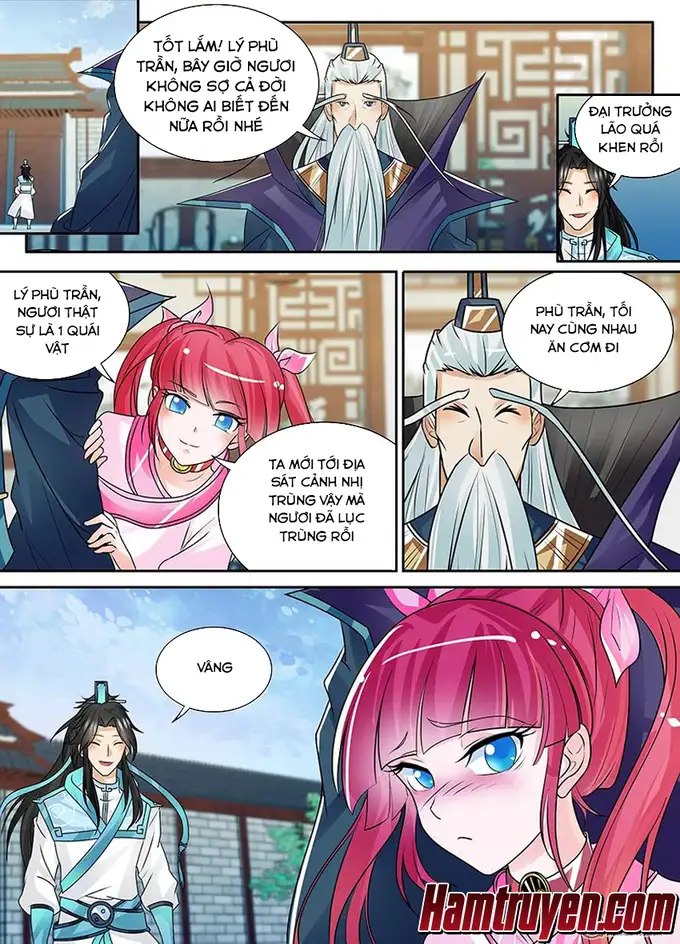 TỐT LẮM! LÝ PHÙ
TRẦN, BÂY GIỜ NGƯƠI
KHÔNG SỢ CẢ ĐỜI
KHÔNG AI BIẾT ĐẾN
NỮA RỒI NHÉ
ĐẠI TRƯỞNG
LÃO QUÁ
KHEN RỒI
LÝ PHÙ TRẦN,
NGƯƠI THẬT
SỰ LÀ 1 QUÁI
VẬT
TA MỚI TỚI ĐỊA
SÁT CẢNH NHỊ
TRÙNG VẬY MÀ
NGƯƠI ĐÃ LỤC
TRÙNG RỒI
PHÙ TRẦN, TỐI
NAY CÙNG NHAU
ĂN CƠM ĐI
VÂNG
Hamtruyen.com